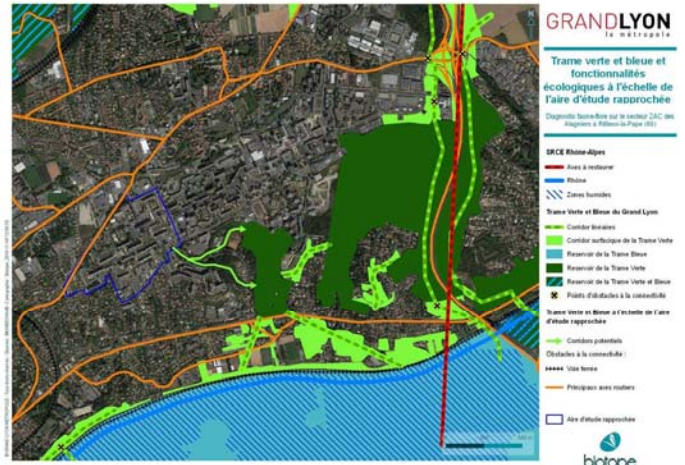 GRANDLYON
la métropole
Trame verte et bleue et
fonctionnalités
écologiques à l'échelle de
l'aire d'étude rapprochée
Diagnostic faune-flore sur le secteur ZAC des
Alagniers à Rillieux-la-Pape (69)
SRCE Rhône-Alpes
Axes à restaurer
Rhône
Zones humides
Trame Verte et Bleue du Grand Lyon
Corridor linéaires
Corridor surfacique de la Trame Verte
Reservoir de la Trame Bleue
Reservoir de la Trame Verte
Reservoir de la Trame Verte et Bleue
Points d'obstacles à la connectivité
Trame Verte et Bleue à l'échelle de l'aire
d'étude rapprochée
Corridors potentiels
Obstacles à la connectivité :
Voie ferrée
Principaux axes routiers
Aire d'étude rapprochée
biotope